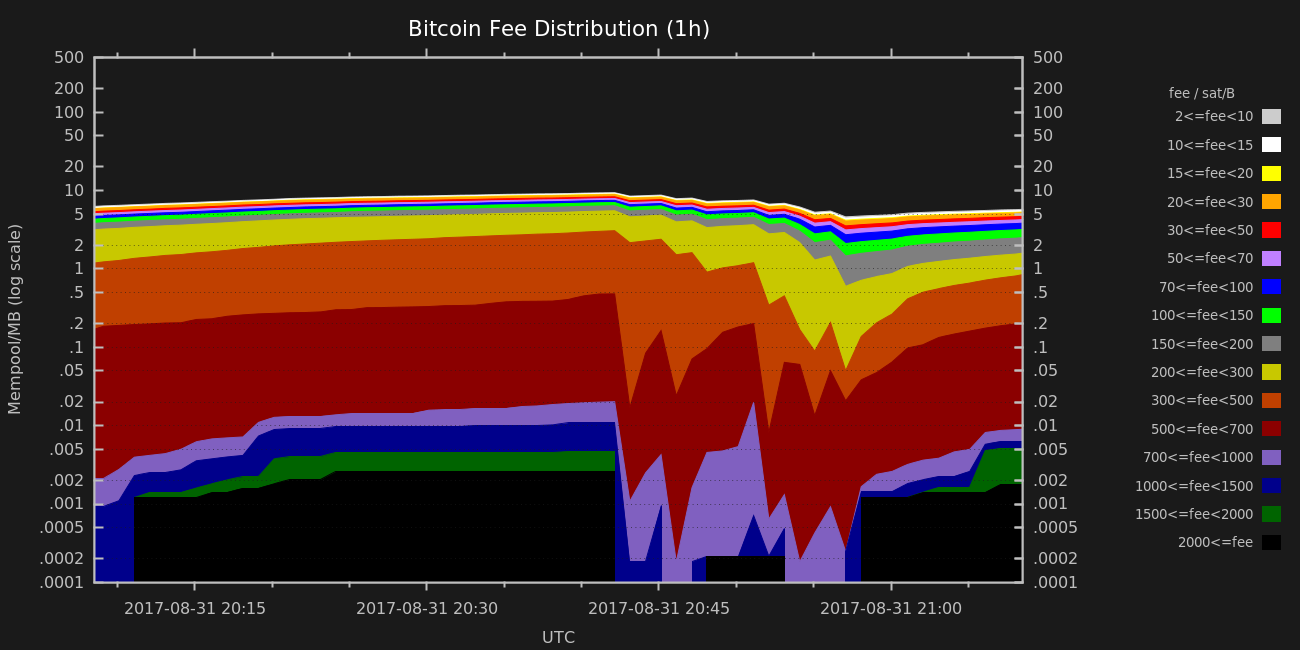 Bitcoin Fee Distribution (1h)
500 500
200 200
100 100
50 50
20 20
10 10
5 5
2 2
1 1
.5 .5
.2 .2
.1 .1
.05 .05
.02 .02
.01 .01
.005 .005
.002 .002
.001 .001
.0005 .0005
.0002 .0002
.0001 .0001
Mempool/MB (log scale)
2017-08-31 20:15 2017-08-31 20:30 2017-08-31 20:45 2017-08-31 21:00
UTC
fee / sat/B
2<=fee<10
10<=fee<15
15<=fee<20
20<=fee<30
30<=fee<50
50<=fee<70
70<=fee<100
100<=fee<150
150<=fee<200
200<=fee<300
300<=fee<500
500<=fee<700
700<=fee<1000
1000<=fee<1500
1500<=fee<2000
2000<=fee